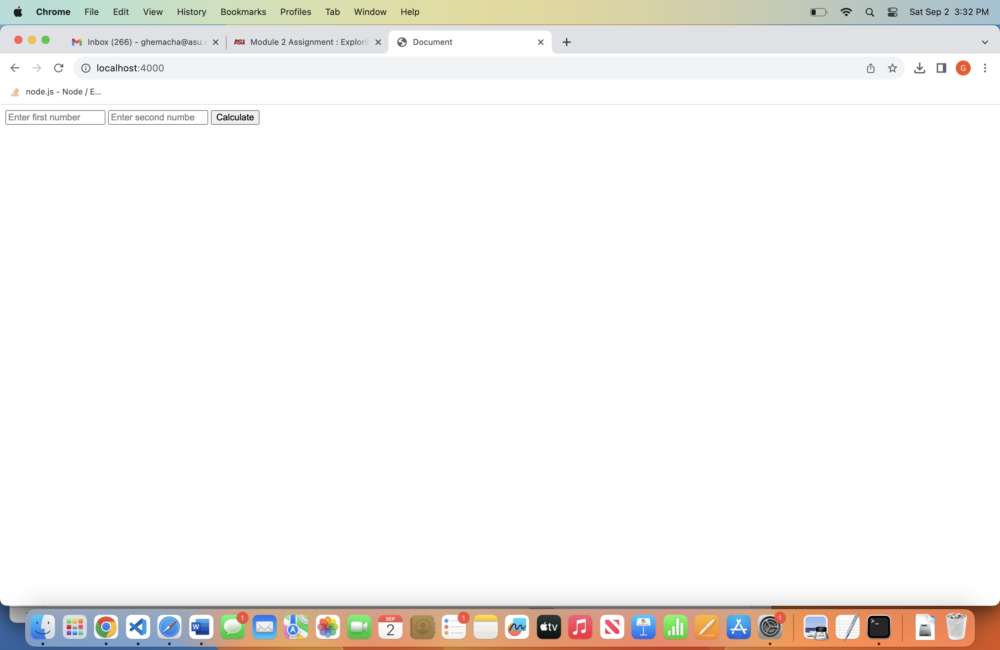 Chrome File Edit View History Bookmarks Profiles Tab Window Help Sat Sep 2 3:32 PM
Inbox (266) - ghemacha@asu.e ASU Module 2 Assignment : Explorin Document
localhost:4000 G
node.js - Node / E...
Enter first number Enter second numbe Calculate
1 SEP 1 1
W 2 tv >_